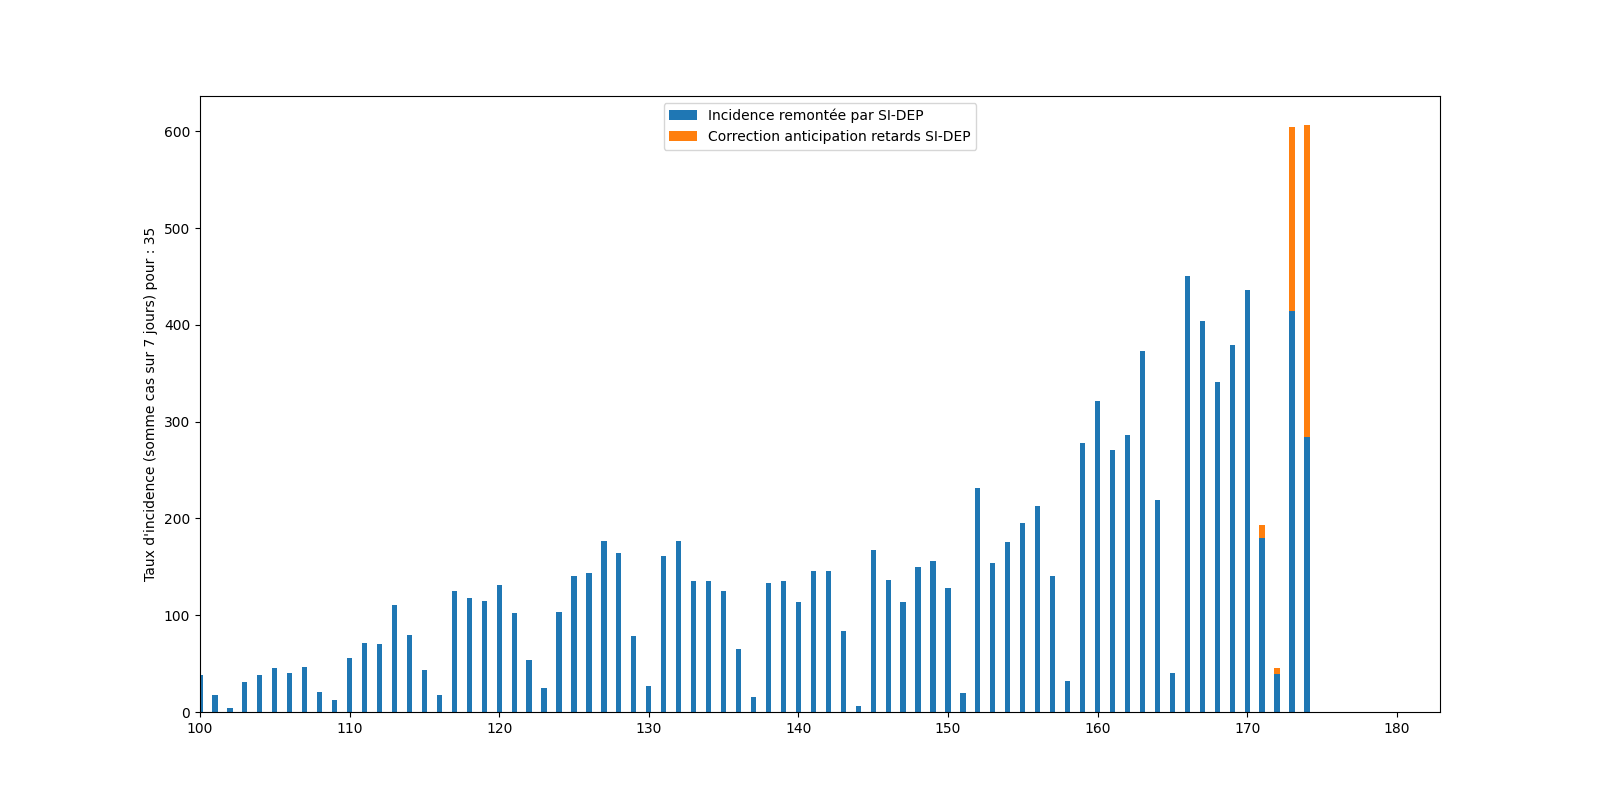 Incidence remontée par SI-DEP
Correction anticipation retards SI-DEP
Taux d'incidence (somme cas sur 7 jours) pour : 35
600
500
400
300
200
100
0
100 110 120 130 140 150 160 170 180